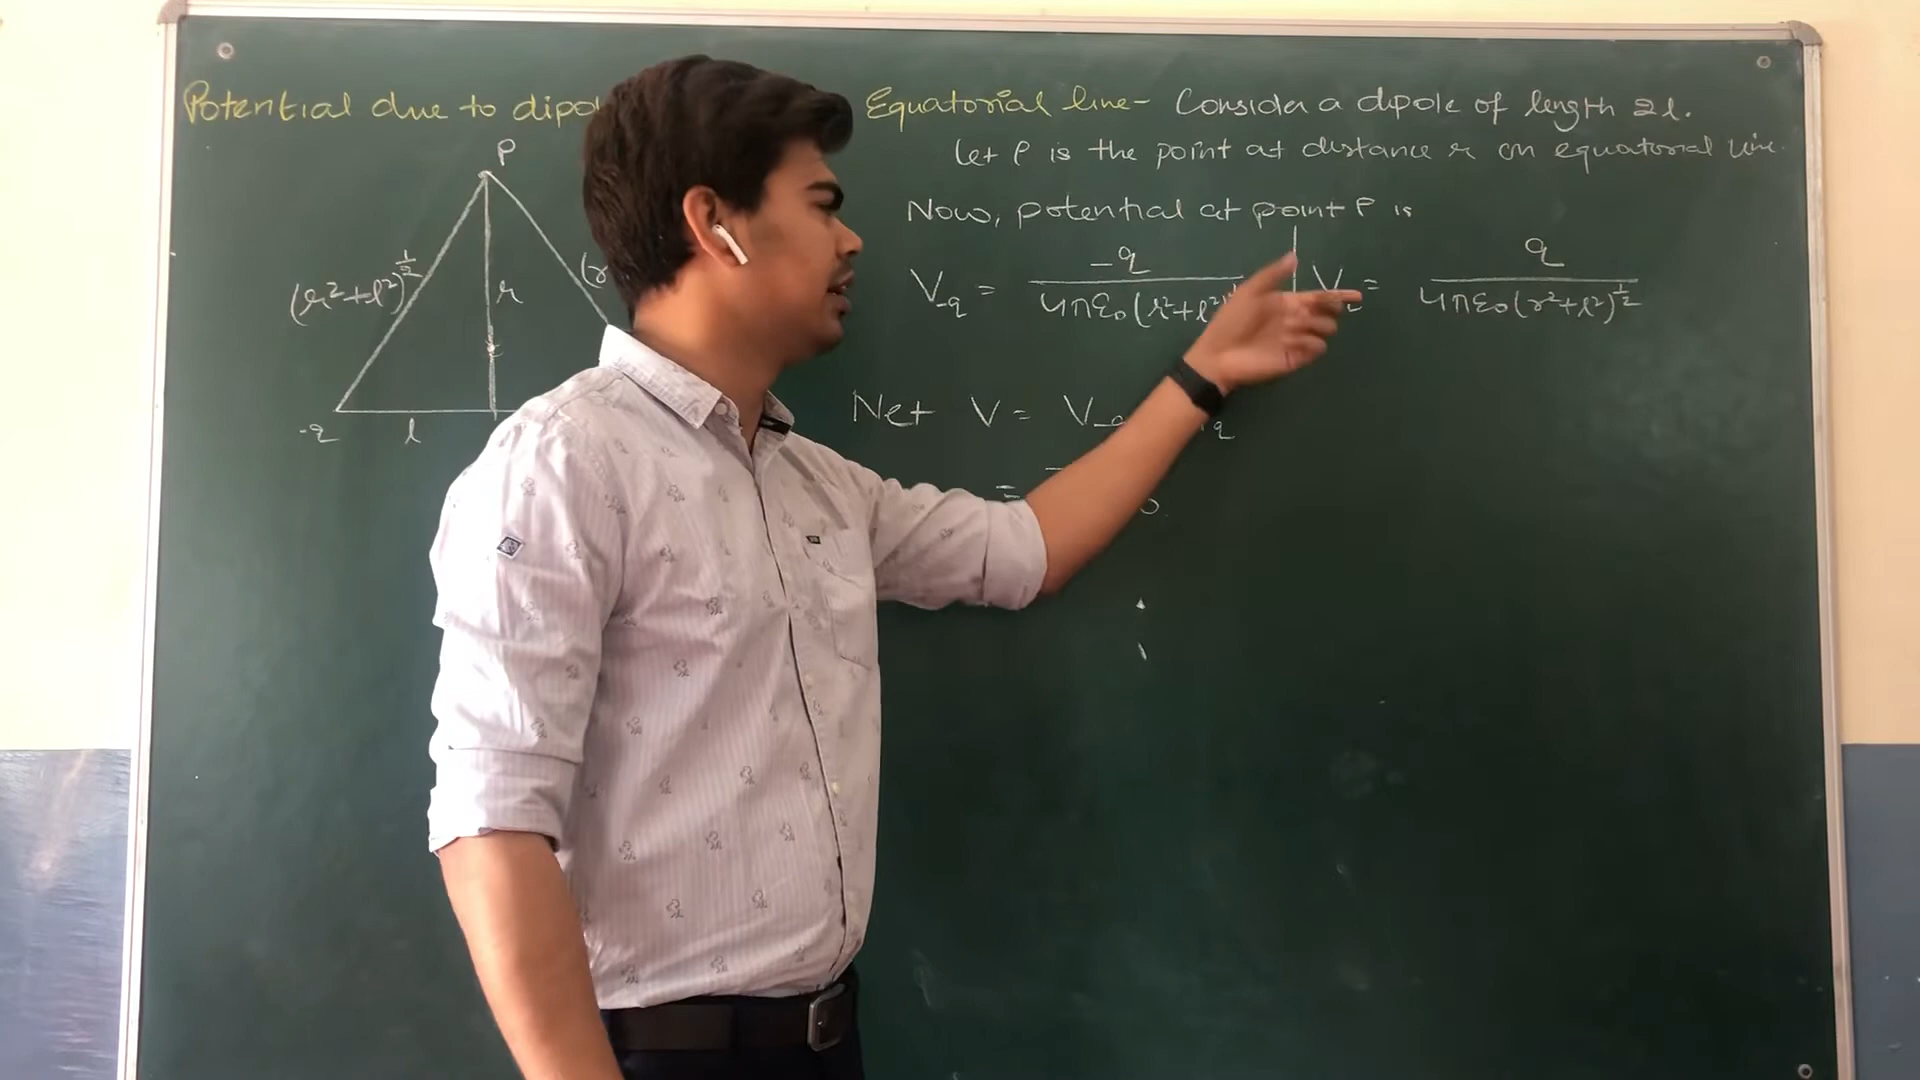 Potential due to
Equatorial line- Consider a dipole of length 2l.
Let P is the point at distance r on equatorial line.
Now, potential at point P is
P
(r²+l²)^1/2
r
-q
l
V_-q = -q / 4πε₀(r²+l²)
V = q / 4πε₀(r²+l²)^1/2
Net V =
=